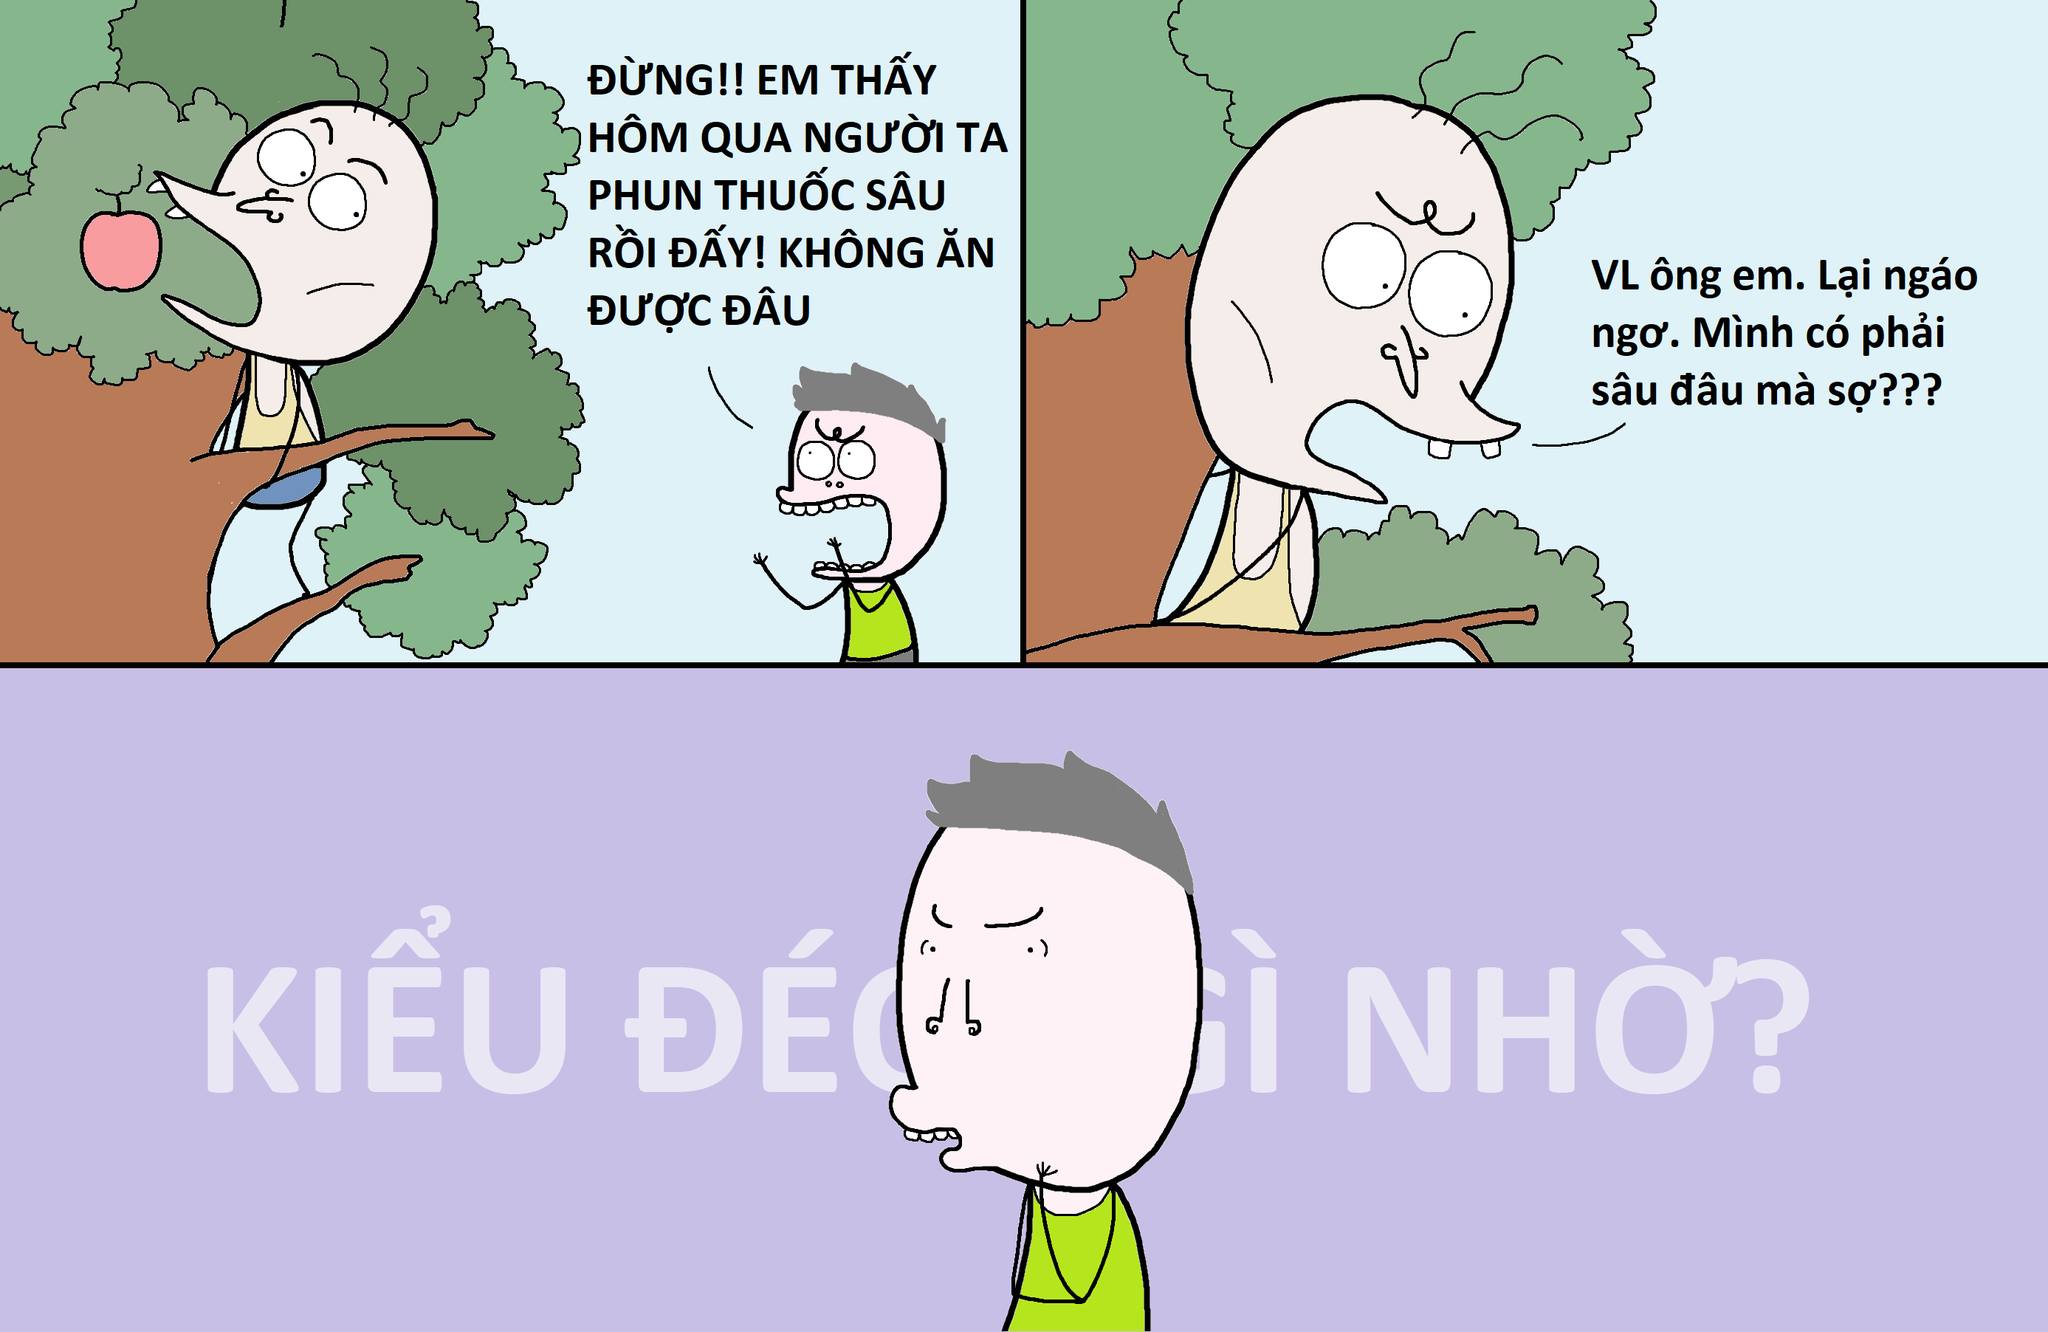 ĐỪNG!! EM THẤY
HÔM QUA NGƯỜI TA
PHUN THUỐC SÂU
RỒI ĐẤY! KHÔNG ĂN
ĐƯỢC ĐÂU
VL ông em. Lại ngáo
ngơ. Mình có phải
sâu đâu mà sợ???
KIỂU ĐÉO GÌ NHỜ?